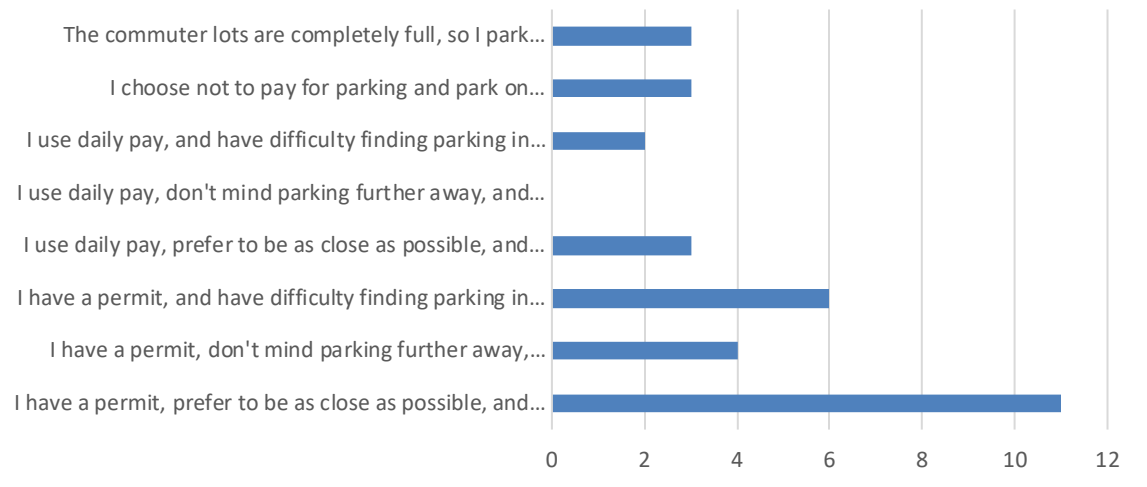 The commuter lots are completely full, so I park…
I choose not to pay for parking and park on…
I use daily pay, and have difficulty finding parking in…
I use daily pay, don't mind parking further away, and…
I use daily pay, prefer to be as close as possible, and…
I have a permit, and have difficulty finding parking in…
I have a permit, don't mind parking further away,…
I have a permit, prefer to be as close as possible, and…
0 2 4 6 8 10 12